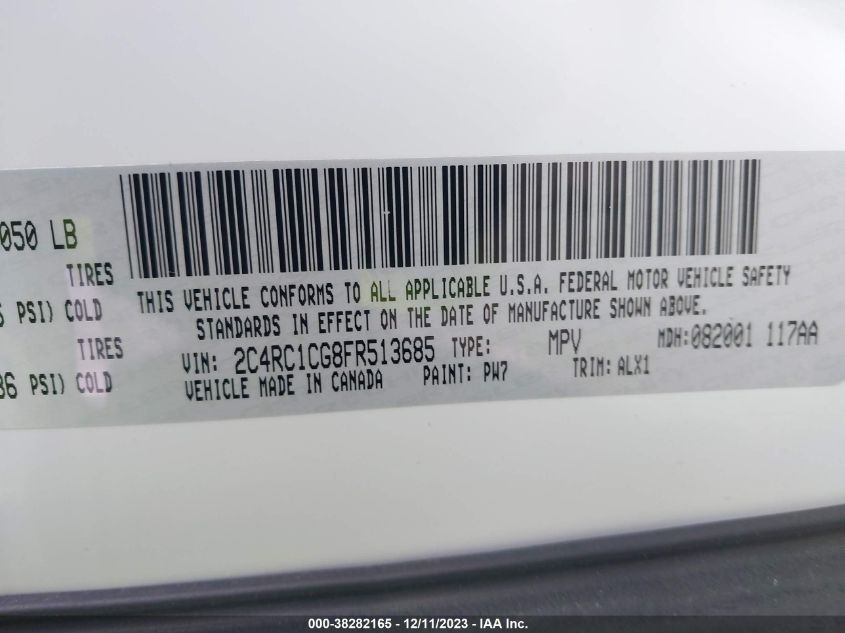 050 LB
TIRES
PSI) COLD
TIRES
36 PSI) COLD
THIS VEHICLE CONFORMS TO ALL APPLICABLE U.S.A. FEDERAL MOTOR VEHICLE SAFETY
STANDARDS IN EFFECT ON THE DATE OF MANUFACTURE SHOWN ABOVE.
VIN: 2C4RC1CG8FR513685 TYPE: MPV MDH:082001 117AA
VEHICLE MADE IN CANADA PAINT: PW7 TRIM: ALX1
000-38282165 - 12/11/2023 - IAA Inc.